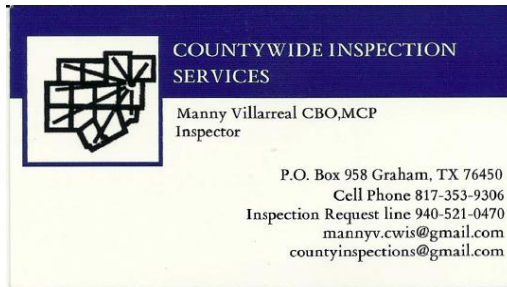 COUNTYWIDE INSPECTION
SERVICES
Manny Villarreal CBO,MCP
Inspector
P.O. Box 958 Graham, TX 76450
Cell Phone 817-353-9306
Inspection Request line 940-521-0470
mannyv.cwis@gmail.com
countyinspections@gmail.com